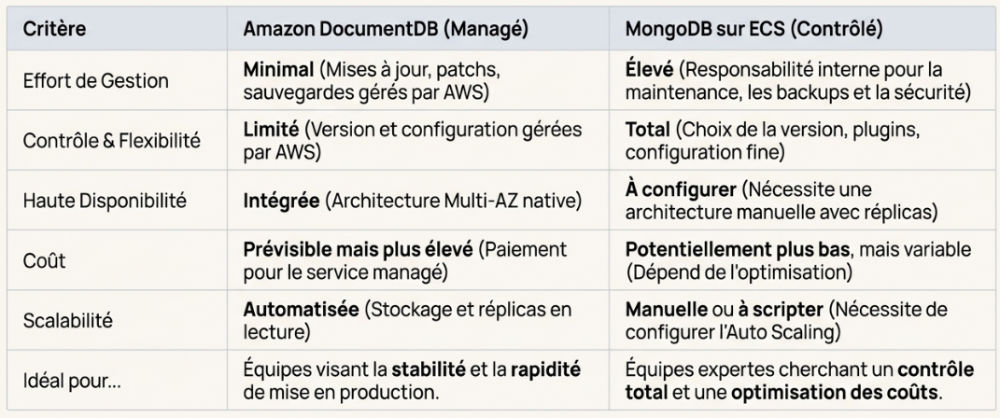 Critère
Amazon DocumentDB (Managé)
MongoDB sur ECS (Contrôlé)
Effort de Gestion
Minimal (Mises à jour, patchs,
sauvegardes gérés par AWS)
Élevé (Responsabilité interne pour la
maintenance, les backups et la sécurité)
Contrôle & Flexibilité
Limité (Version et configuration gérées
par AWS)
Total (Choix de la version, plugins,
configuration fine)
Haute Disponibilité
Intégrée (Architecture Multi-AZ native)
À configurer (Nécessite une
architecture manuelle avec réplicas)
Coût
Prévisible mais plus élevé (Paiement
pour le service managé)
Potentiellement plus bas, mais variable
(Dépend de l'optimisation)
Scalabilité
Automatisée (Stockage et réplicas en
lecture)
Manuelle ou à scripter (Nécessite de
configurer l'Auto Scaling)
Idéal pour...
Équipes visant la stabilité et la rapidité
de mise en production.
Équipes expertes cherchant un contrôle
total et une optimisation des coûts.